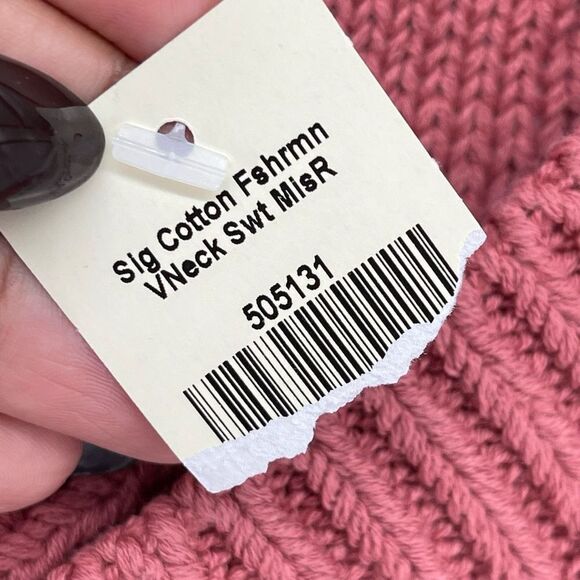 Sig Cotton Fshrmn
VNeck Swt MisR
505131